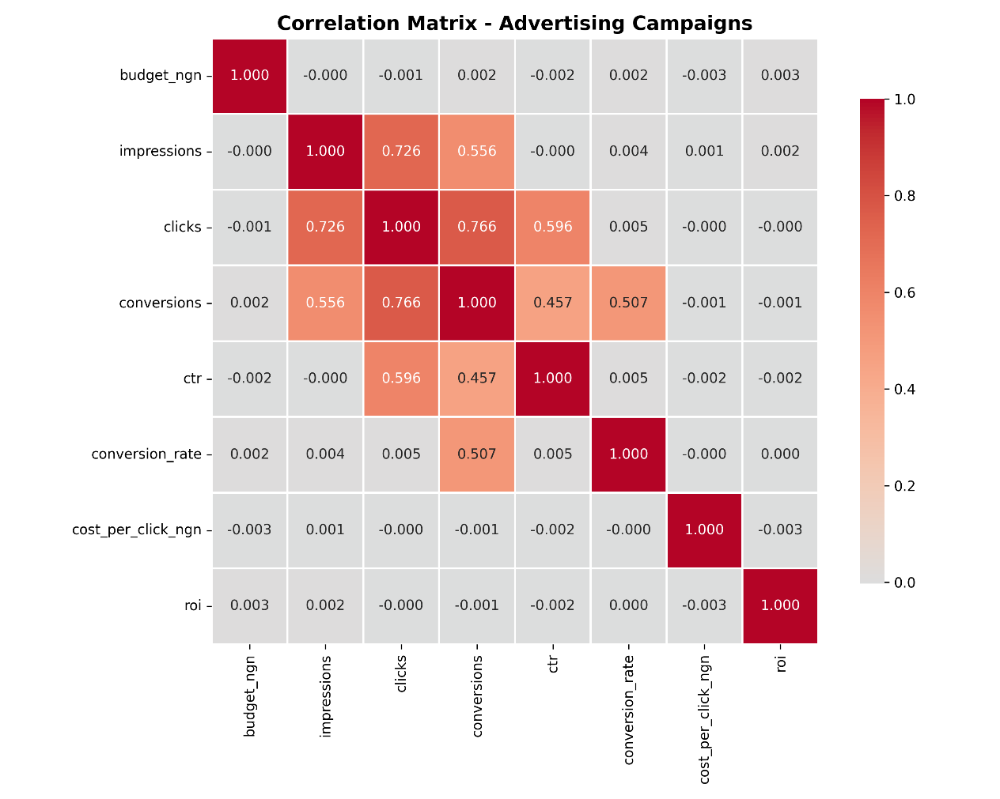 Correlation Matrix - Advertising Campaigns
budget_ngn 1.000 -0.000 -0.001 0.002 -0.002 0.002 -0.003 0.003
impressions -0.000 1.000 0.726 0.556 -0.000 0.004 0.001 0.002
clicks -0.001 0.726 1.000 0.766 0.596 0.005 -0.000 -0.000
conversions 0.002 0.556 0.766 1.000 0.457 0.507 -0.001 -0.001
ctr -0.002 -0.000 0.596 0.457 1.000 0.005 -0.002 -0.002
conversion_rate 0.002 0.004 0.005 0.507 0.005 1.000 -0.000 0.000
cost_per_click_ngn -0.003 0.001 -0.000 -0.001 -0.002 -0.000 1.000 -0.003
roi 0.003 0.002 -0.000 -0.001 -0.002 0.000 -0.003 1.000
budget_ngn impressions clicks conversions ctr conversion_rate cost_per_click_ngn roi
1.0
0.8
0.6
0.4
0.2
0.0